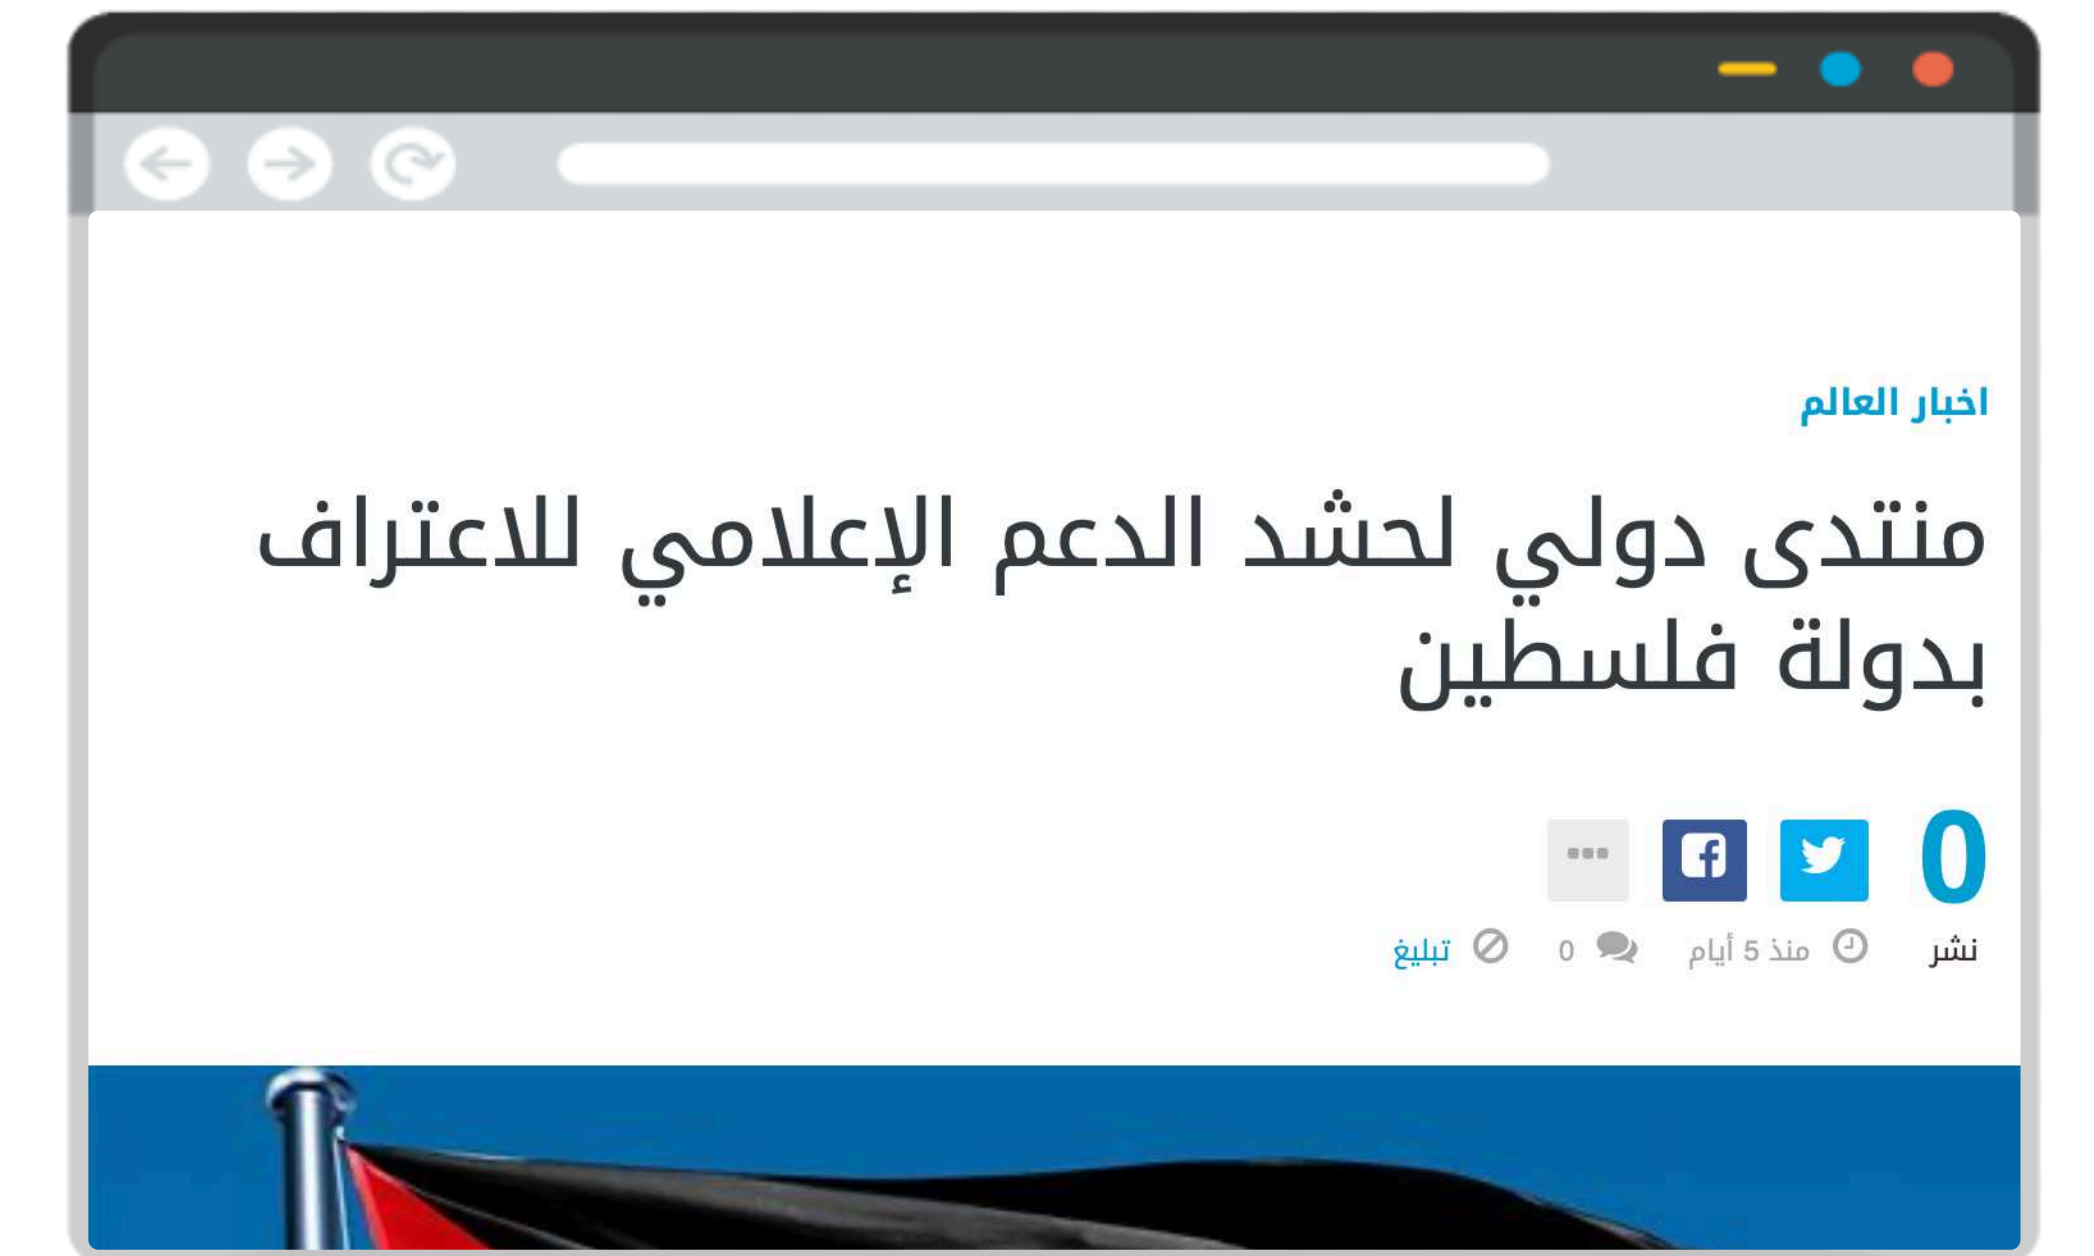 اخبار العالم
منتدى دولي لحشد الدعم الإعلامي للاعتراف
بدولة فلسطين
0
نشر منذ 5 أيام 0 تبليغ